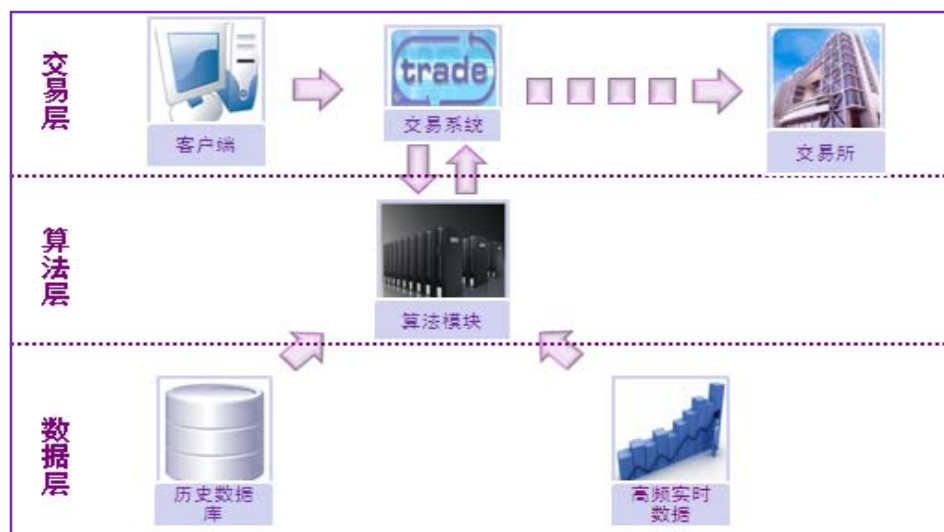 交易层
trade
客户端
交易系统
交易所
算法层
算法模块
数据层
历史数据
库
高频实时
数据